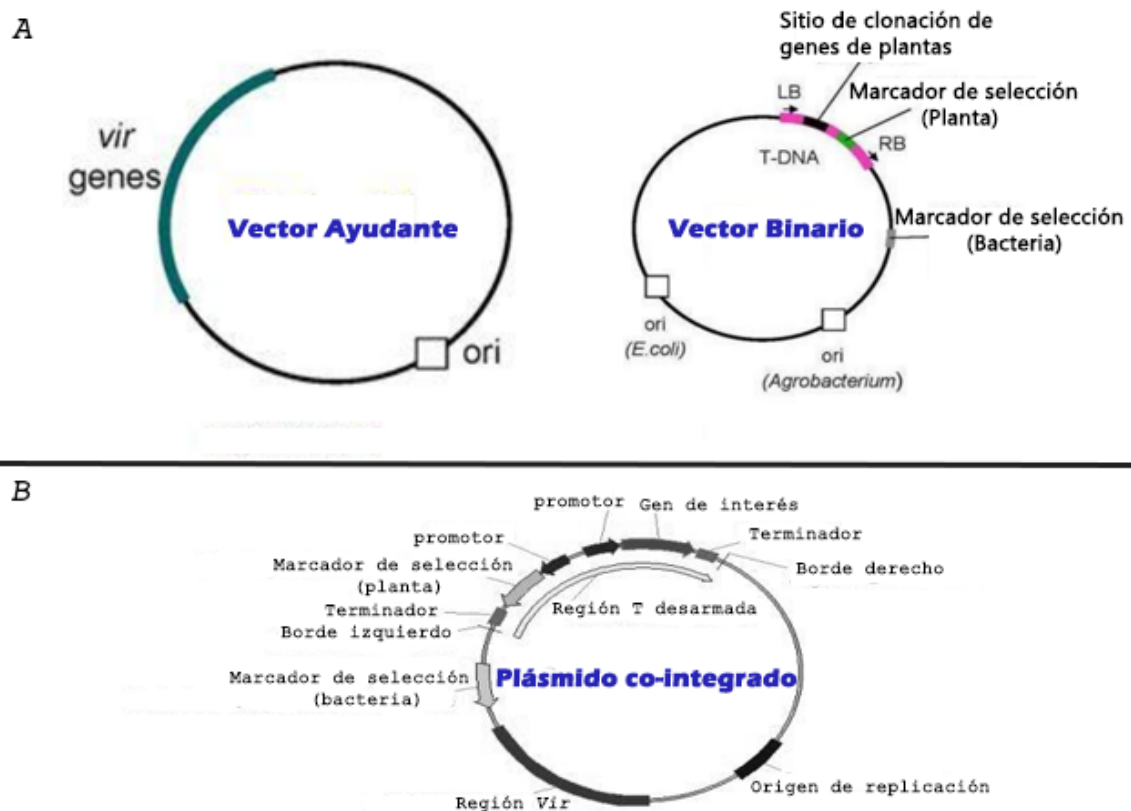 A
Sitio de clonación de
genes de plantas
LB
Marcador de selección
(Planta)
RB
T-DNA
vir
genes
Vector Ayudante
Vector Binario
Marcador de selección
(Bacteria)
ori
ori
(E.coli)
ori
(Agrobacterium)
B
promotor
Gen de interés
promotor
Terminador
Marcador de selección
(planta)
Borde derecho
Terminador
Región T desarmada
Borde izquierdo
Marcador de selección
(bacteria)
Plásmido co-integrado
Origen de replicación
Región Vir